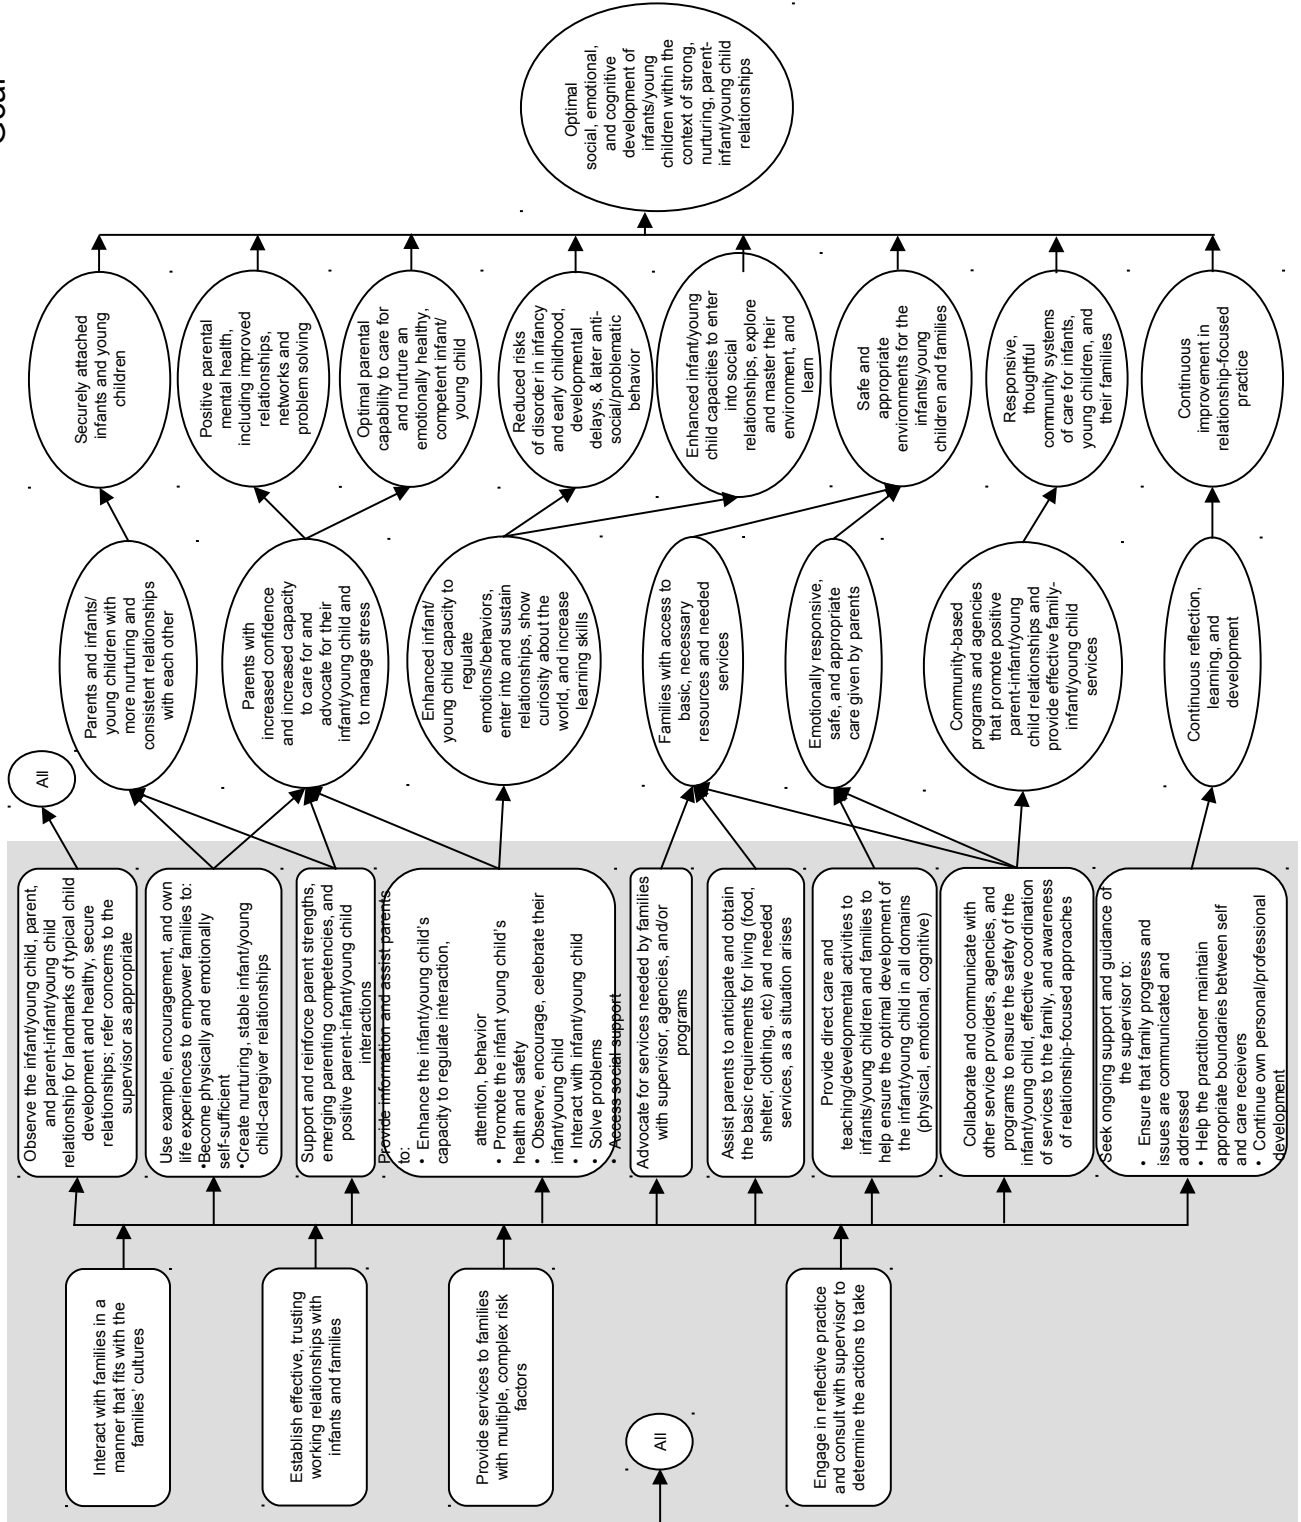 Goal
Interact with families in a
manner that fits with the
families' cultures
Establish effective, trusting
working relationships with
infants and families
Provide services to families
with multiple, complex risk
factors
All
Engage in reflective practice
and consult with supervisor to
determine the actions to take
Observe the infant/young child, parent,
and parent-infant/young child
relationship for landmarks of typical child
development and healthy, secure
relationships; refer concerns to the
supervisor as appropriate
Use example, encouragement, and own
life experiences to empower families to:
•Become physically and emotionally
self-sufficient
•Create nurturing, stable infant/young
child-caregiver relationships
Support and reinforce parent strengths,
emerging parenting competencies, and
positive parent-infant/young child
interactions
Provide information and assist parents
to:
• Enhance the infant/young child's
capacity to regulate interaction,
attention, behavior
• Promote the infant young child's
health and safety
• Observe, encourage, celebrate their
infant/young child
• Interact with infant/young child
• Solve problems
• Access social support
Advocate for services needed by families
with supervisor, agencies, and/or
programs
Assist parents to anticipate and obtain
the basic requirements for living (food,
shelter, clothing, etc) and needed
services, as a situation arises
Provide direct care and
teaching/developmental activities to
infants/young children and families to
help ensure the optimal development of
the infant/young child in all domains
(physical, emotional, cognitive)
Collaborate and communicate with
other service providers, agencies, and
programs to ensure the safety of the
infant/young child, effective coordination
of services to the family, and awareness
of relationship-focused approaches
Seek ongoing support and guidance of
the supervisor to:
• Ensure that family progress and
issues are communicated and
addressed
• Help the practitioner maintain
appropriate boundaries between self
and care receivers
• Continue own personal/professional
development
All
Parents and infants/
young children with
more nurturing and
consistent relationships
with each other
Parents with
increased confidence
and increased capacity
to care for and
advocate for their
infant/young child and
to manage stress
Enhanced infant/
young child capacity to
regulate
emotions/behaviors,
enter into and sustain
relationships, show
curiosity about the
world, and increase
learning skills
Families with access to
basic, necessary
resources and needed
services
Emotionally responsive,
safe, and appropriate
care given by parents
Community-based
programs and agencies
that promote positive
parent-infant/young
child relationships and
provide effective family-
infant/young child
services
Continuous reflection,
learning, and
development
Securely attached
infants and young
children
Positive parental
mental health,
including improved
relationships,
networks and
problem solving
Optimal parental
capability to care for
and nurture an
emotionally healthy,
competent infant/
young child
Reduced risks
of disorder in infancy
and early childhood,
developmental
delays, & later anti-
social/problematic
behavior
Enhanced infant/young
child capacities to enter
into social
relationships, explore
and master their
environment, and
learn
Safe and
appropriate
environments for the
infants/young
children and families
Responsive,
thoughtful
community systems
of care for infants,
young children, and
their families
Continuous
improvement in
relationship-focused
practice
Optimal
social, emotional,
and cognitive
development of
infants/young
children within the
context of strong,
nurturing, parent-
infant/young child
relationships